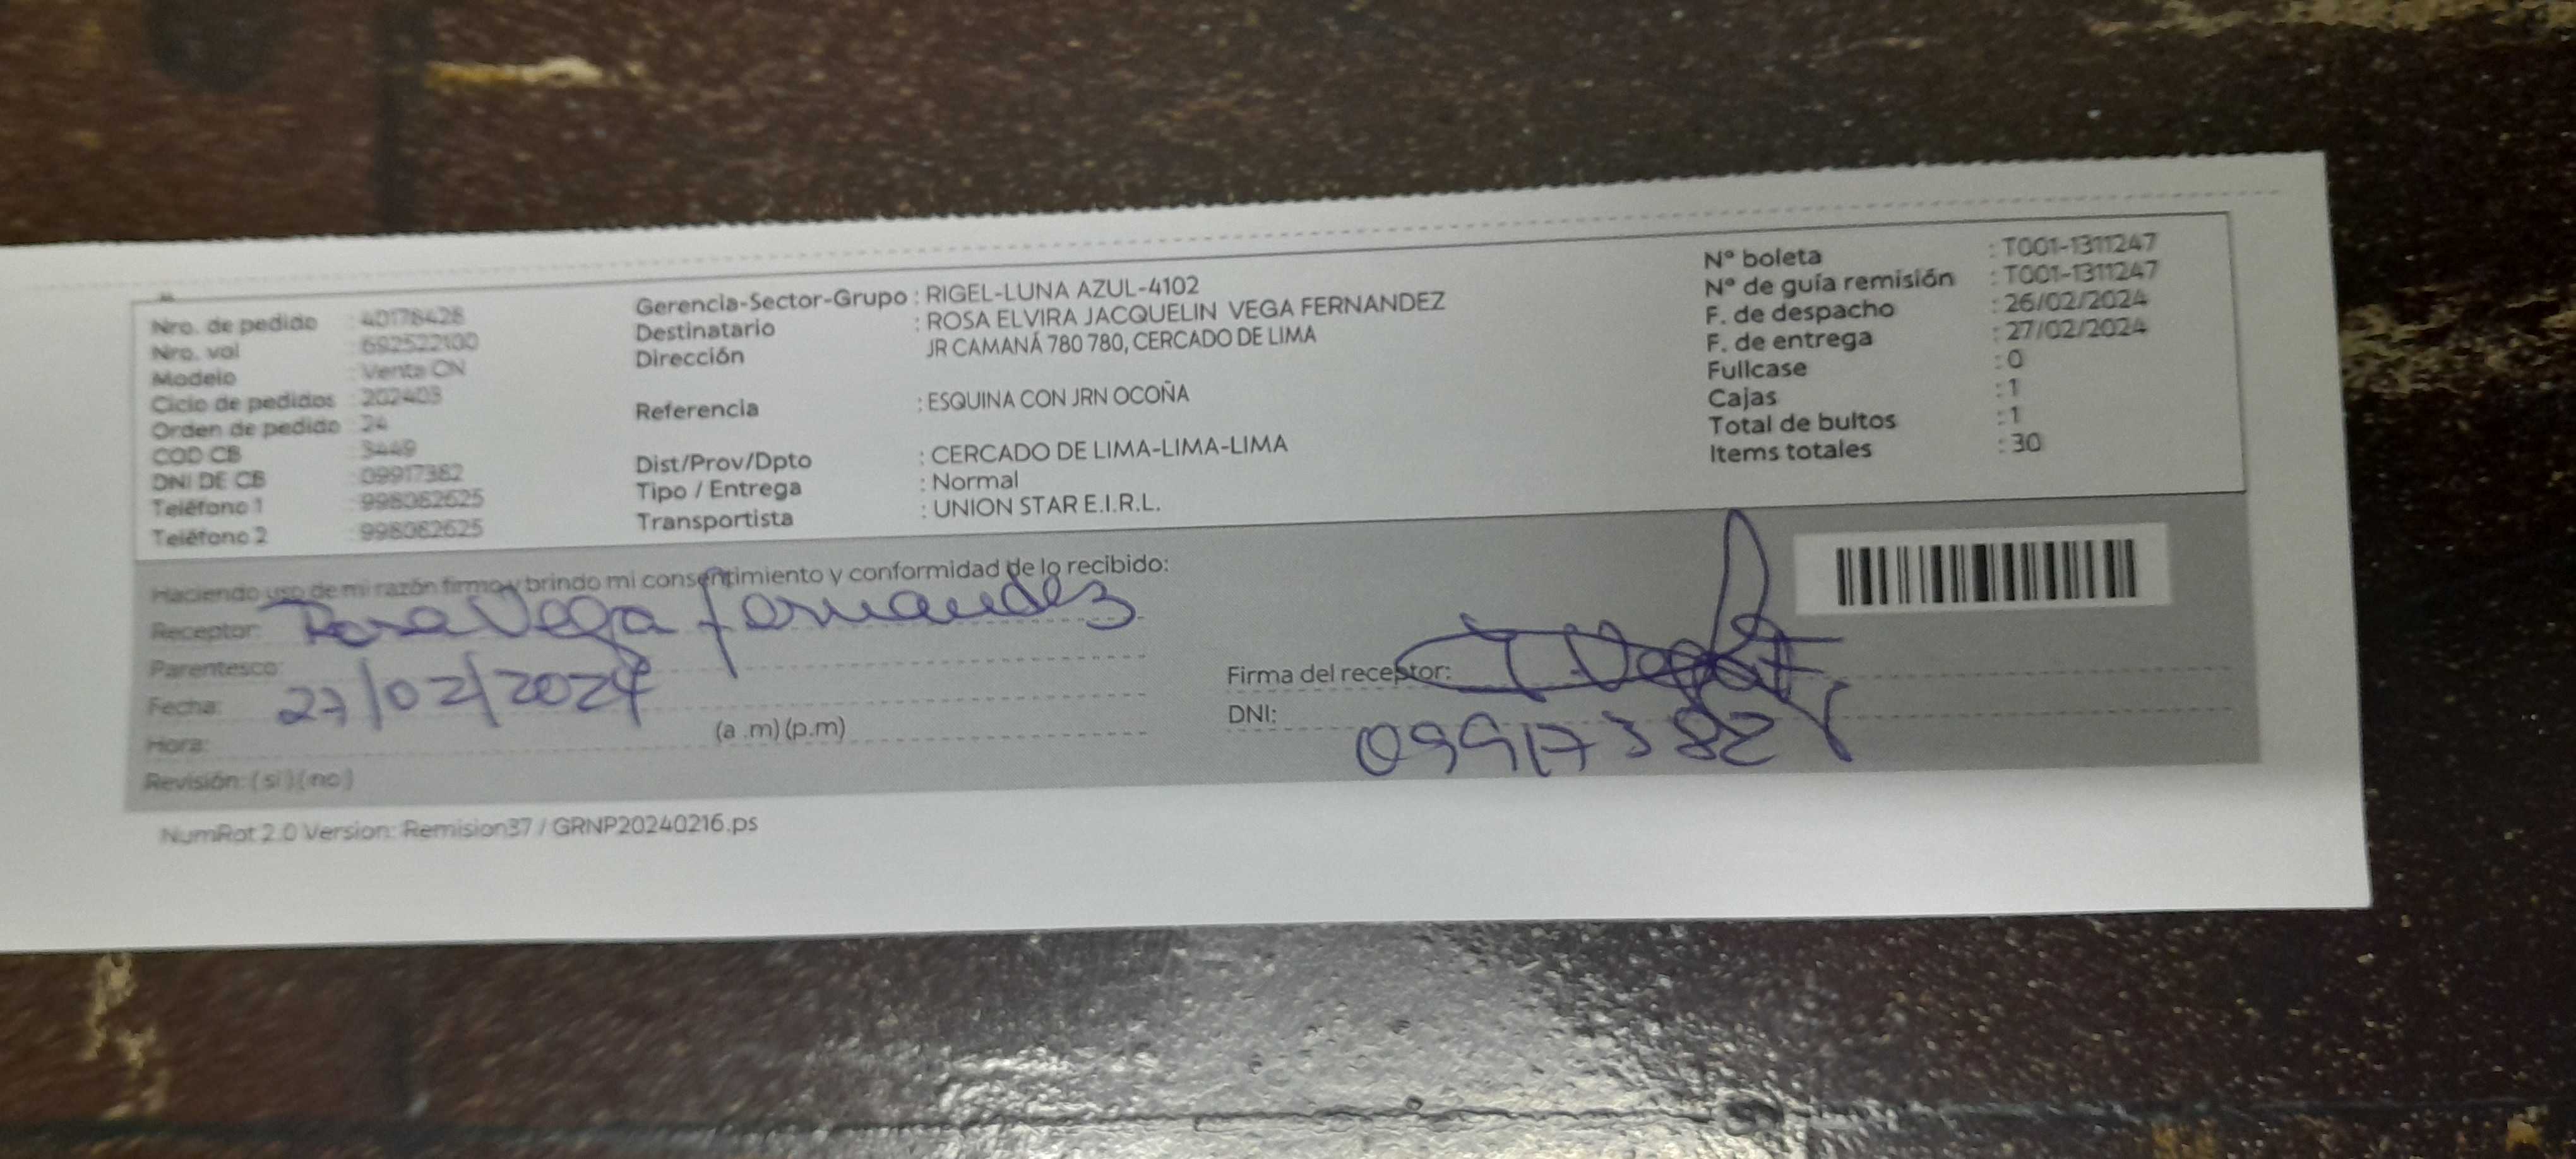 Nro. de pedido : 40178428
Nro. val : 692522100
Modelo : Venta CN
Ciclo de pedidos : 202403
Orden de pedido : 24
COD CB : 3449
DNI DE CB : 09917382
Teléfono 1 : 998082625
Teléfono 2 : 998082625
Gerencia-Sector-Grupo : RIGEL-LUNA AZUL-4102
Destinatario : ROSA ELVIRA JACQUELIN VEGA FERNANDEZ
Dirección JR CAMANÁ 780 780, CERCADO DE LIMA
Referencia : ESQUINA CON JRN OCOÑA
Dist/Prov/Dpto : CERCADO DE LIMA-LIMA-LIMA
Tipo / Entrega : Normal
Transportista : UNION STAR E.I.R.L.
N° boleta : T001-1311247
N° de guía remisión : T001-1311247
F. de despacho : 26/02/2024
F. de entrega : 27/02/2024
Fullcase : 0
Cajas : 1
Total de bultos : 1
Items totales : 30
Haciendo uso de mi razón firmo y brindo mi consentimiento y conformidad de lo recibido:
Receptor: Rosa Vega fernandez
Parentesco:
Fecha: 27/02/2024
Hora: (a .m) (p.m)
Revisión: ( si ) ( no )
Firma del receptor:
DNI: 09917382
NumRot 2.0 Version: Remision37 / GRNP20240216.ps